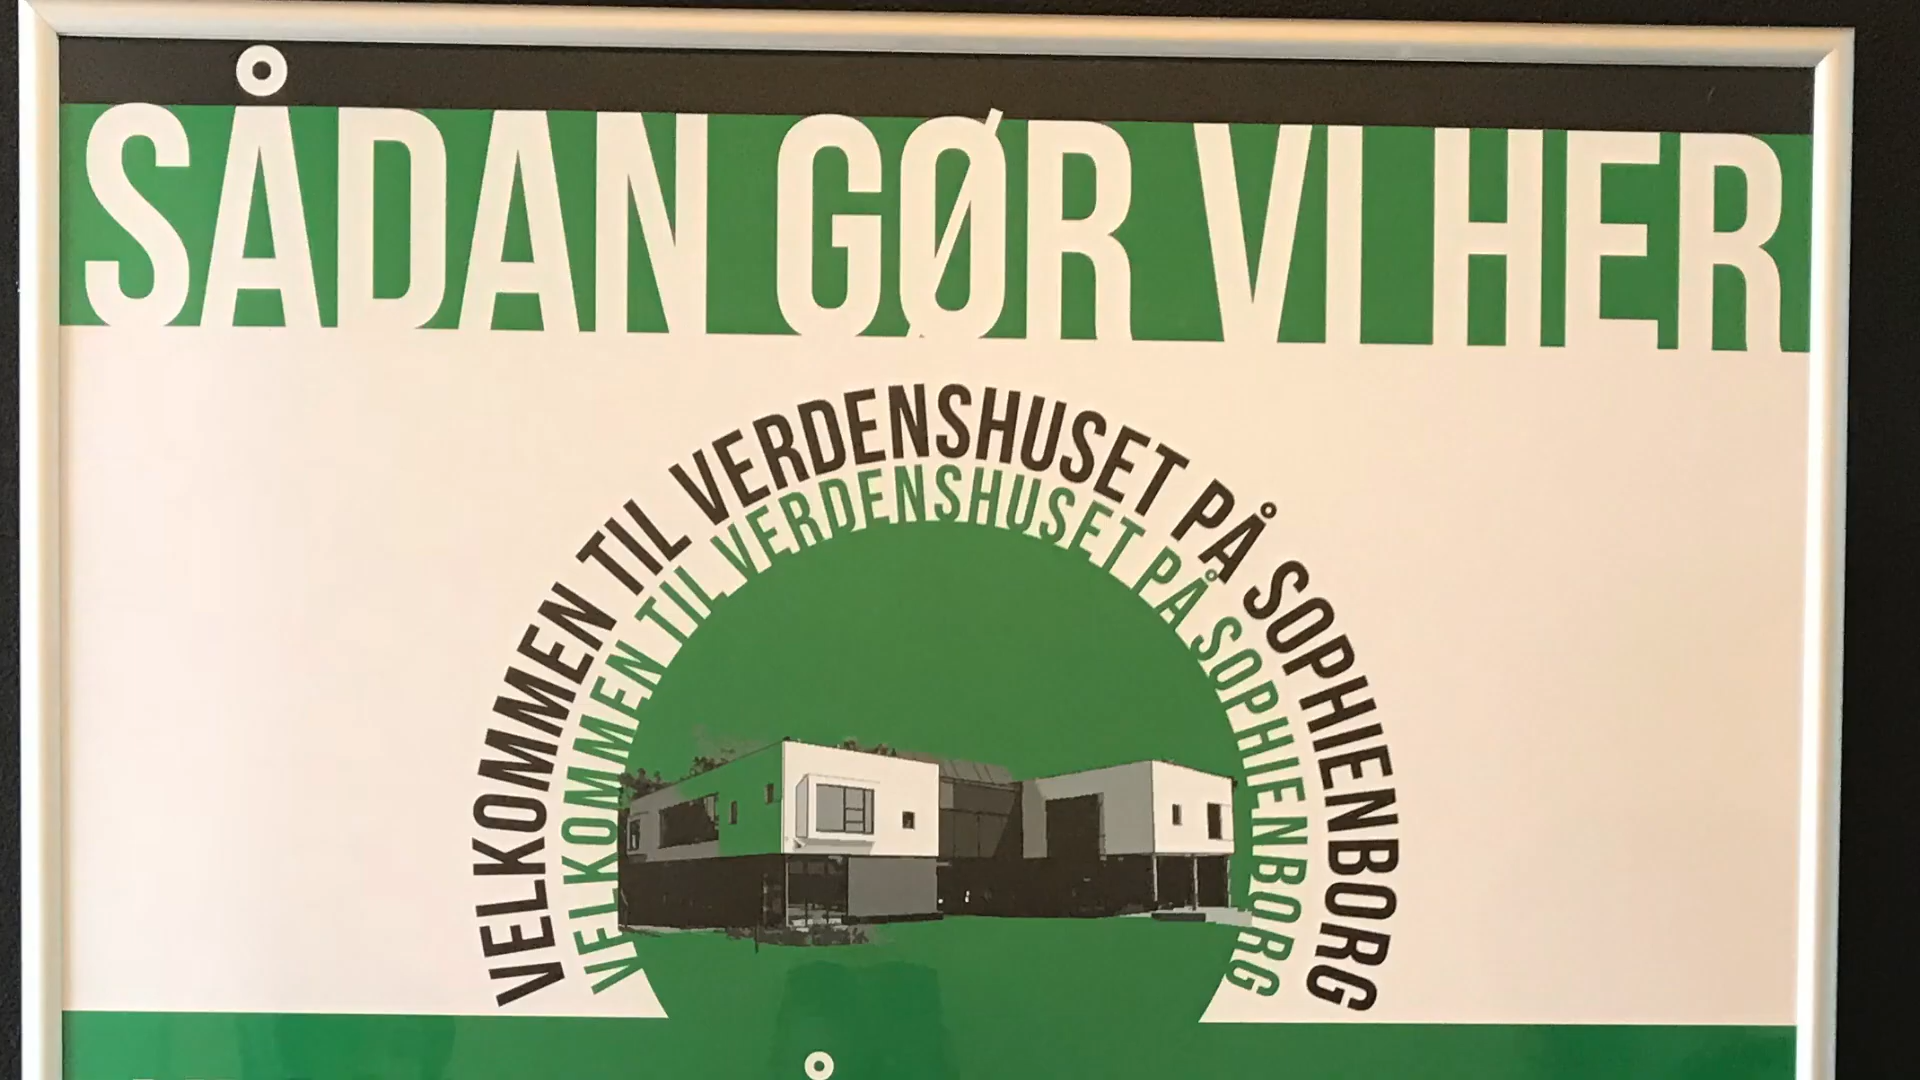 SÅDAN GØR VI HER
VELKOMMEN TIL VERDENSHUSET PÅ SOPHIENBORG
VELKOMMEN TIL VERDENSHUSET PÅ SOPHIENBORG